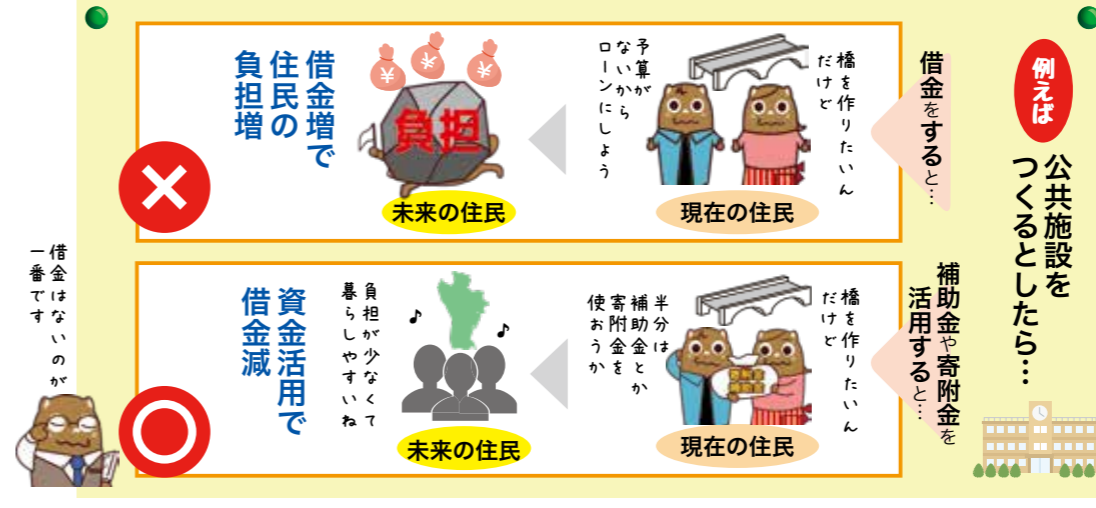 例えば
公共施設を
つくるとしたら…
借金をすると…
橋を作りたいん
だけど
予算が
ないから
ローンにしよう
現在の住民
¥
¥
¥
負担
未来の住民
借金増で
住民の
負担増
補助金や寄附金を
活用すると…
橋を作りたいん
だけど
半分は
補助金とか
寄附金を
使おうか
現在の住民
負担が少なくて
暮らしやすいね
未来の住民
資金活用で
借金減
借金はないのが
一番です